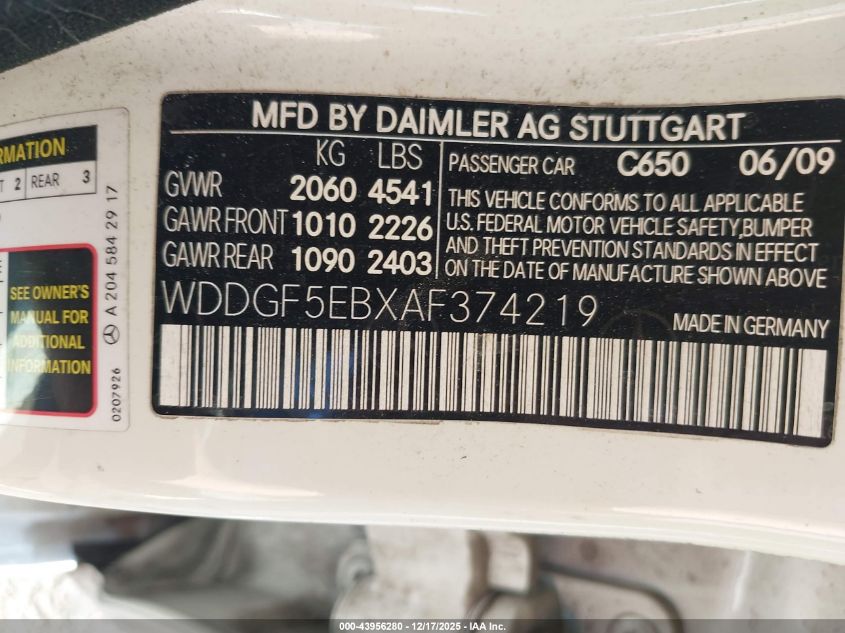 MFD BY DAIMLER AG STUTTGART
KG LBS
GVWR 2060 4541
GAWR FRONT 1010 2226
GAWR REAR 1090 2403
PASSENGER CAR C650 06/09
THIS VEHICLE CONFORMS TO ALL APPLICABLE
U.S. FEDERAL MOTOR VEHICLE SAFETY,BUMPER
AND THEFT PREVENTION STANDARDS IN EFFECT
ON THE DATE OF MANUFACTURE SHOWN ABOVE
WDDGF5EBXAF374219
MADE IN GERMANY
2 REAR 3
SEE OWNER'S
MANUAL FOR
ADDITIONAL
INFORMATION
0207926 A 204 584 29 17
000-43956280 - 12/17/2025 - IAA Inc.